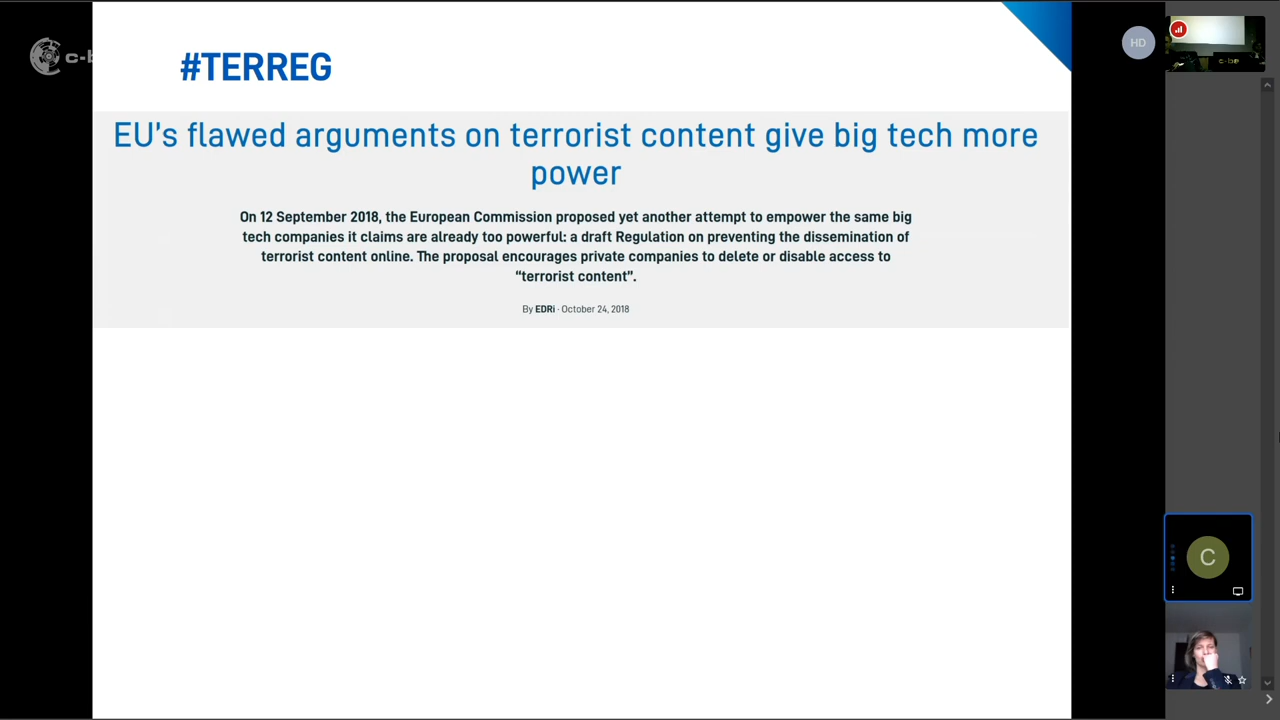 #TERREG
EU's flawed arguments on terrorist content give big tech more
power
On 12 September 2018, the European Commission proposed yet another attempt to empower the same big
tech companies it claims are already too powerful: a draft Regulation on preventing the dissemination of
terrorist content online. The proposal encourages private companies to delete or disable access to
“terrorist content”.
By EDRi · October 24, 2018
HD
c-be
C